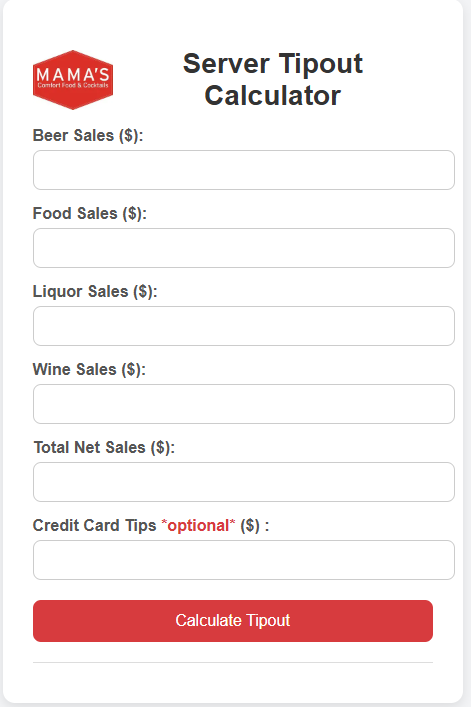 MAMA'S
Comfort Food & Cocktails
Server Tipout
Calculator
Beer Sales ($):
Food Sales ($):
Liquor Sales ($):
Wine Sales ($):
Total Net Sales ($):
Credit Card Tips *optional* ($) :
Calculate Tipout